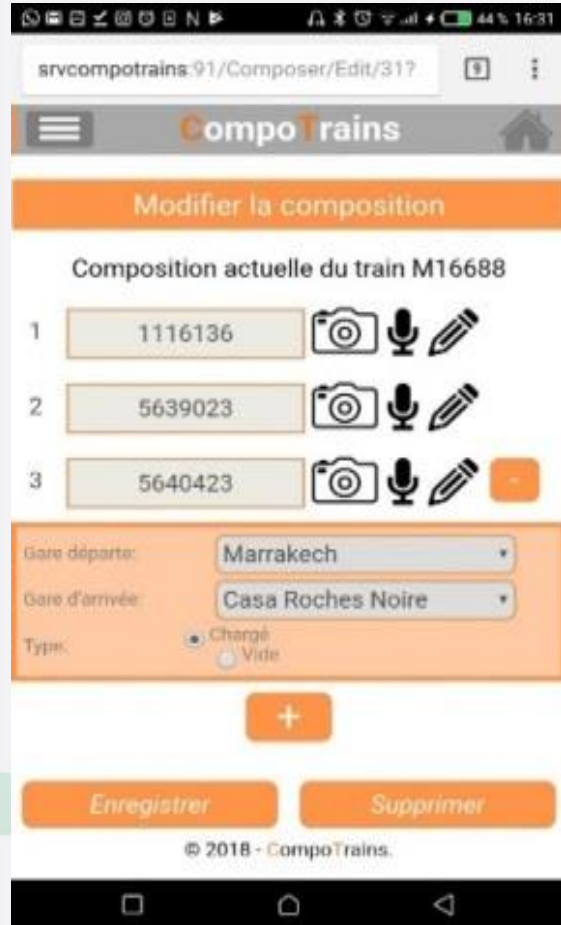 N 44 % 16:31
srvcompotrains:91/Composer/Edit/31? 9
CompoTrains
Modifier la composition
Composition actuelle du train M16688
1 1116136
2 5639023
3 5640423 -
Gare départe: Marrakech
Gare d'arrivée: Casa Roches Noire
Type: Chargé
Vide
+
Enregistrer Supprimer
© 2018 - CompoTrains.